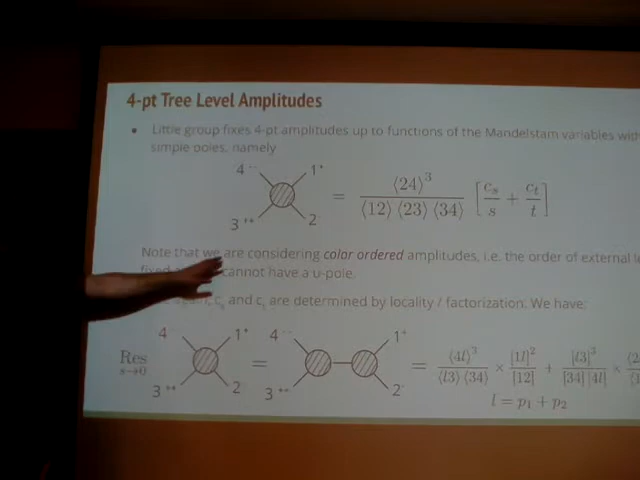 4-pt Tree Level Amplitudes
• Little group fixes 4-pt amplitudes up to functions of the Mandelstam variables with
simple poles, namely
4⁻⁻ 1⁺
3⁺⁺ 2
= ⟨24⟩³ / ⟨12⟩ ⟨23⟩ ⟨34⟩ [c_s/s + c_t/t]
Note that we are considering color ordered amplitudes, i.e. the order of external
fixed cannot have a u-pole.
c_s and c_t are determined by locality / factorization. We have:
Res s→0
4 1⁺ 3⁺⁺ 2 = 4⁻⁻ 1⁺ 3⁺⁺ 2
= ⟨4l⟩³ / ⟨l3⟩ ⟨34⟩ × [1l]² / [12] + [l3]³ / [34] [4l] ×
l = p₁ + p₂